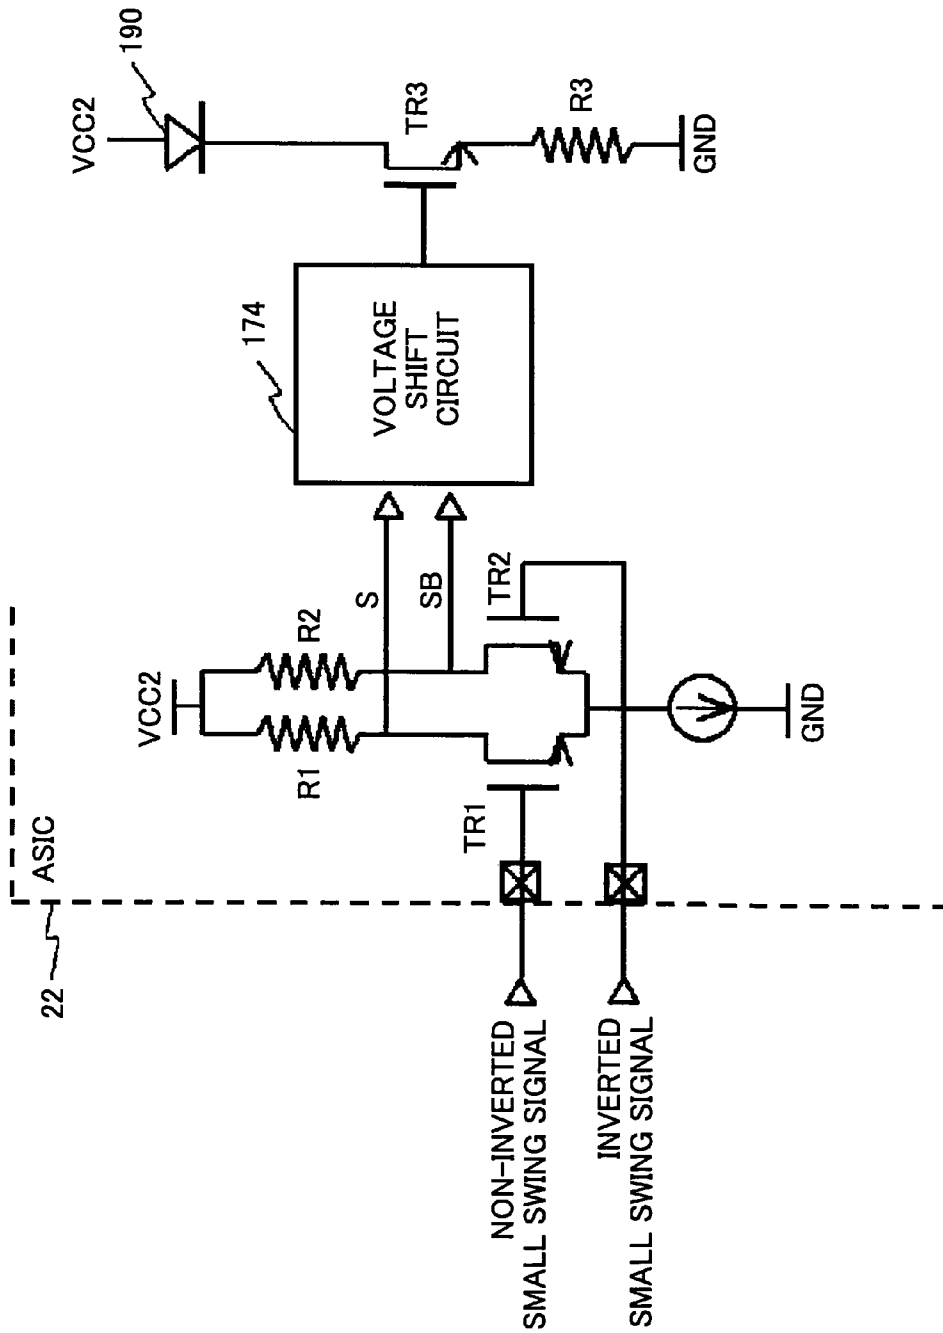 22
ASIC
NON-INVERTED
SMALL SWING SIGNAL
INVERTED
SMALL SWING SIGNAL
VCC2
R1
R2
TR1
TR2
S
SB
GND
174
VOLTAGE
SHIFT
CIRCUIT
VCC2
190
TR3
R3
GND